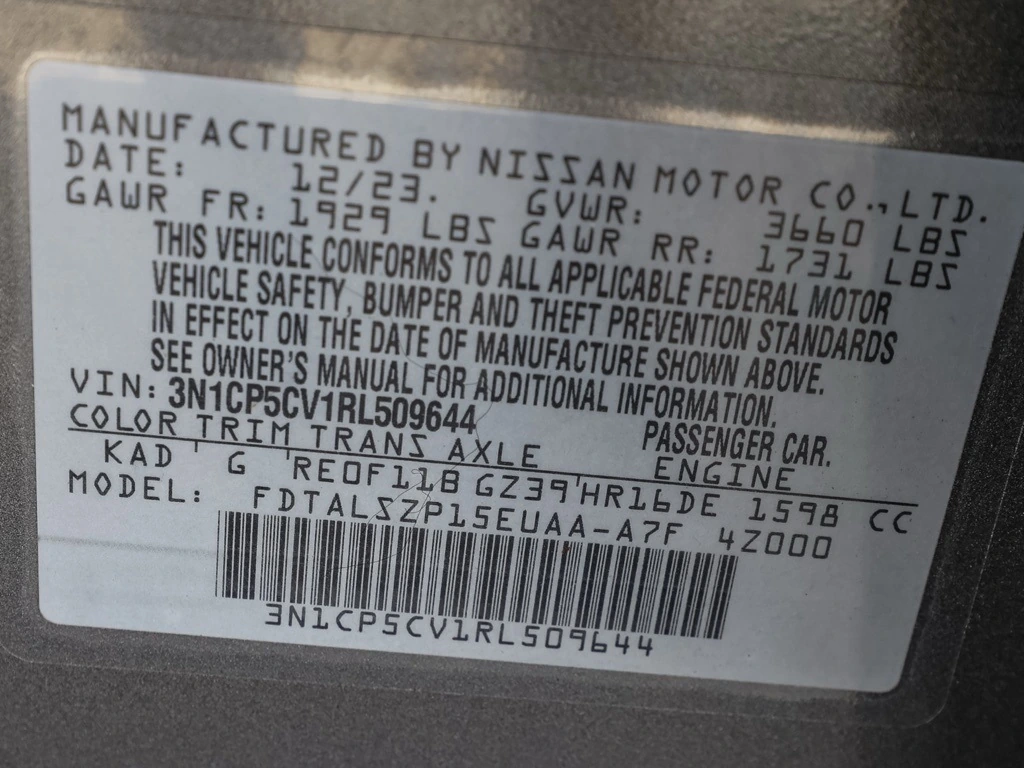 MANUFACTURED BY NISSAN MOTOR CO., LTD.
DATE: 12/23. GVWR: 3660 LBS
GAWR FR: 1929 LBS GAWR RR: 1731 LBS
THIS VEHICLE CONFORMS TO ALL APPLICABLE FEDERAL MOTOR
VEHICLE SAFETY, BUMPER AND THEFT PREVENTION STANDARDS
IN EFFECT ON THE DATE OF MANUFACTURE SHOWN ABOVE.
SEE OWNER'S MANUAL FOR ADDITIONAL INFORMATION.
VIN: 3N1CP5CV1RL509644 PASSENGER CAR.
COLOR TRIM TRANS AXLE ENGINE
KAD ' G ' RE0F11B GZ39'HR16DE 1598 CC
MODEL: FDTALSZP15EUAA-A7F 4Z000
3N1CP5CV1RL509644